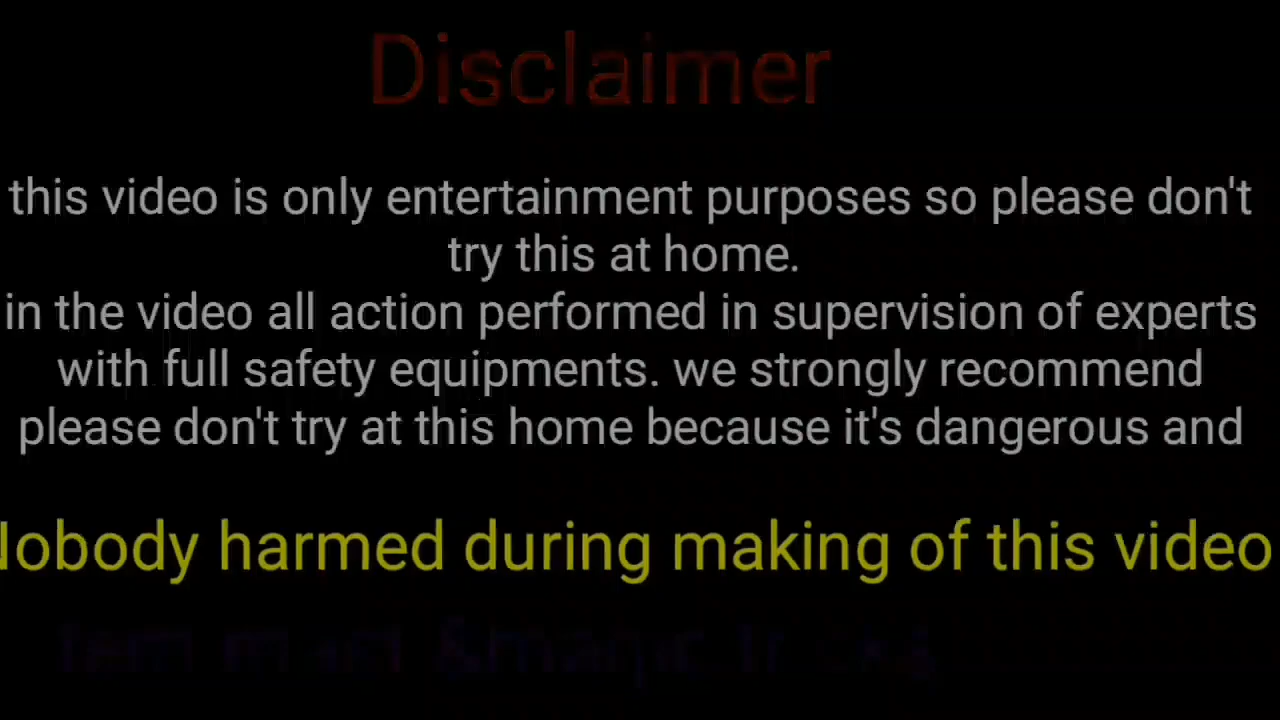 Disclaimer
this video is only entertainment purposes so please don't
try this at home.
in the video all action performed in supervision of experts
with full safety equipments. we strongly recommend
please don't try at this home because it's dangerous and
Nobody harmed during making of this video